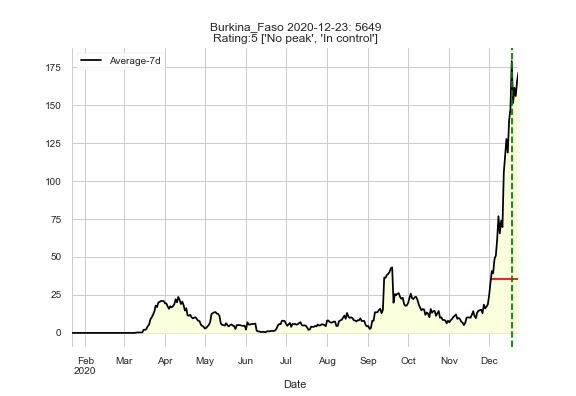 Burkina_Faso 2020-12-23: 5649
Rating:5 ['No peak', 'In control']
Average-7d
175
150
125
100
75
50
25
0
Feb Mar Apr May Jun Jul Aug Sep Oct Nov Dec
2020
Date